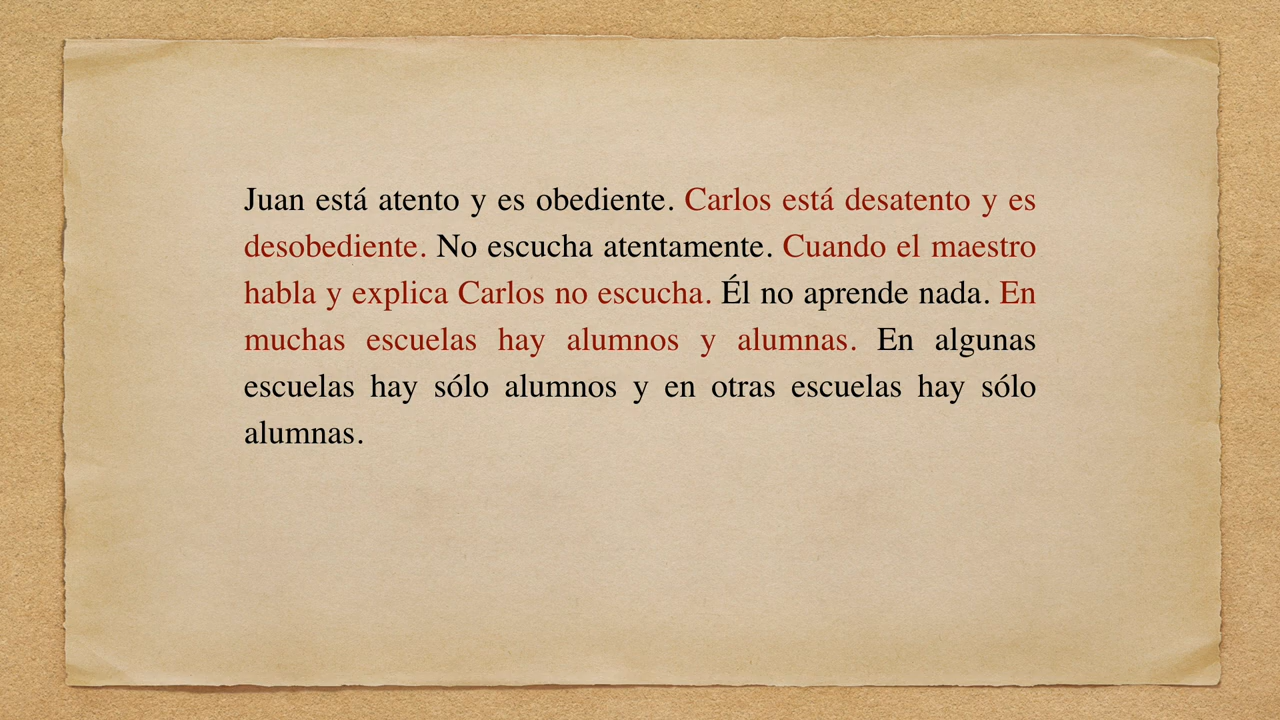 Juan está atento y es obediente. Carlos está desatento y es
desobediente. No escucha atentamente. Cuando el maestro
habla y explica Carlos no escucha. Él no aprende nada. En
muchas escuelas hay alumnos y alumnas. En algunas
escuelas hay sólo alumnos y en otras escuelas hay sólo
alumnas.